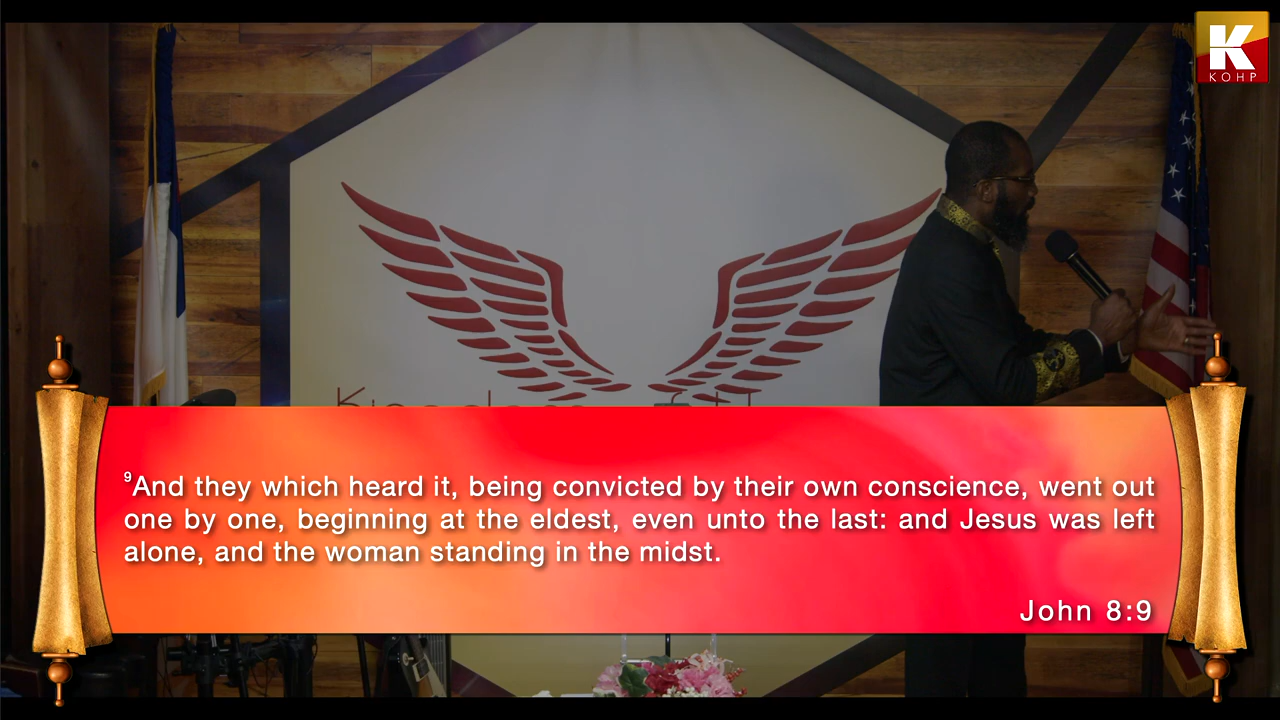 K
KOHP
9And they which heard it, being convicted by their own conscience, went out
one by one, beginning at the eldest, even unto the last: and Jesus was left
alone, and the woman standing in the midst.
John 8:9